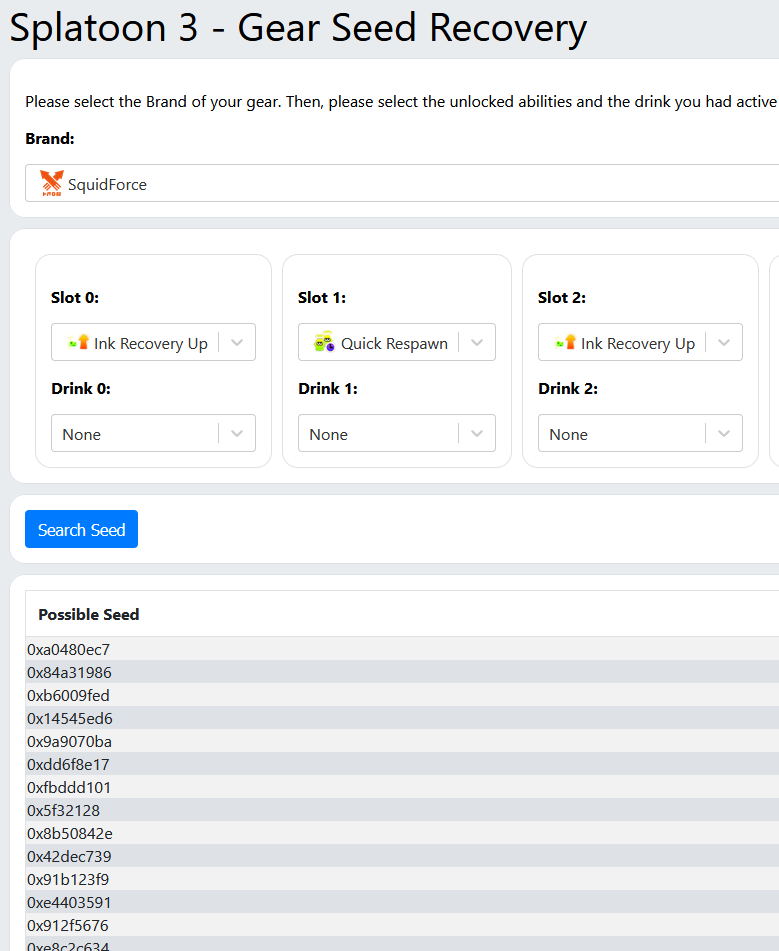 Splatoon 3 - Gear Seed Recovery
Please select the Brand of your gear. Then, please select the unlocked abilities and the drink you had active
Brand:
SquidForce
Slot 0:
Slot 1:
Slot 2:
Ink Recovery Up
Quick Respawn
Ink Recovery Up
Drink 0:
Drink 1:
Drink 2:
None
None
None
Search Seed
Possible Seed
0xa0480ec7
0x84a31986
0xb6009fed
0x14545ed6
0x9a9070ba
0xdd6f8e17
0xfbddd101
0x5f32128
0x8b50842e
0x42dec739
0x91b123f9
0xe4403591
0x912f5676
0xe8c2c634